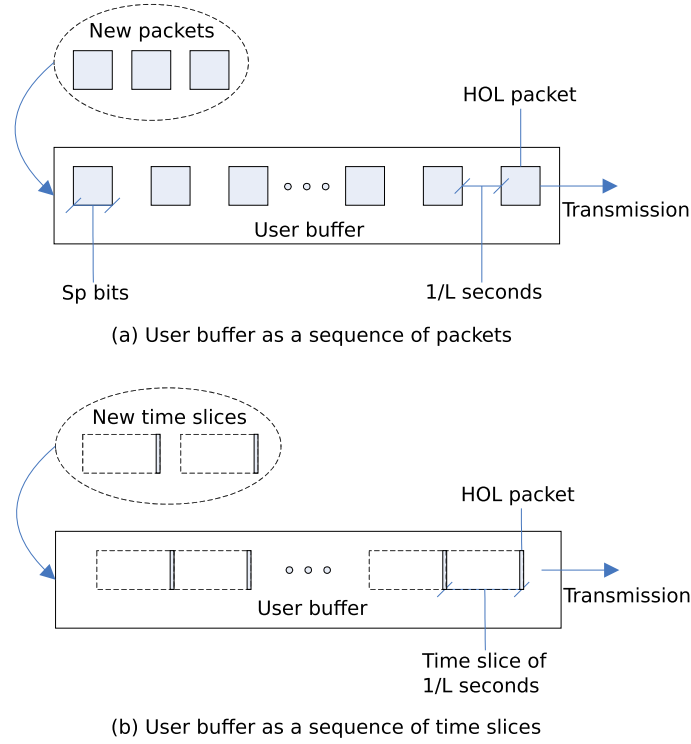 New packets
HOL packet
Transmission
User buffer
Sp bits
1/L seconds
(a) User buffer as a sequence of packets
New time slices
HOL packet
Transmission
User buffer
Time slice of
1/L seconds
(b) User buffer as a sequence of time slices